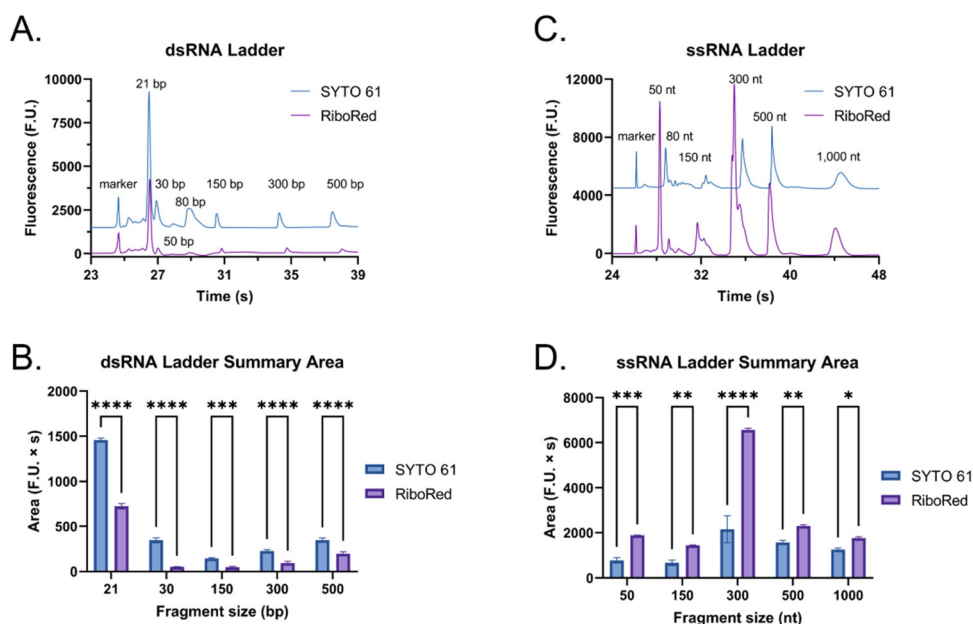 A.
dsRNA Ladder
Fluorescence (F.U.)
10000
7500
5000
2500
0
21 bp
SYTO 61
RiboRed
marker
30 bp
150 bp
300 bp
500 bp
80 bp
50 bp
23
27
31
35
39
Time (s)
C.
ssRNA Ladder
Fluorescence (F.U.)
12000
8000
4000
0
50 nt
300 nt
SYTO 61
RiboRed
marker
80 nt
500 nt
150 nt
1,000 nt
24
28
32
36
40
44
48
Time (s)
B.
dsRNA Ladder Summary Area
Area (F.U. × s)
2000
1500
1000
500
0
**** **** *** **** ****
SYTO 61
RiboRed
21
30
150
300
500
Fragment size (bp)
D.
ssRNA Ladder Summary Area
Area (F.U. × s)
8000
6000
4000
2000
0
*** ** **** ** *
SYTO 61
RiboRed
50
150
300
500
1000
Fragment size (nt)